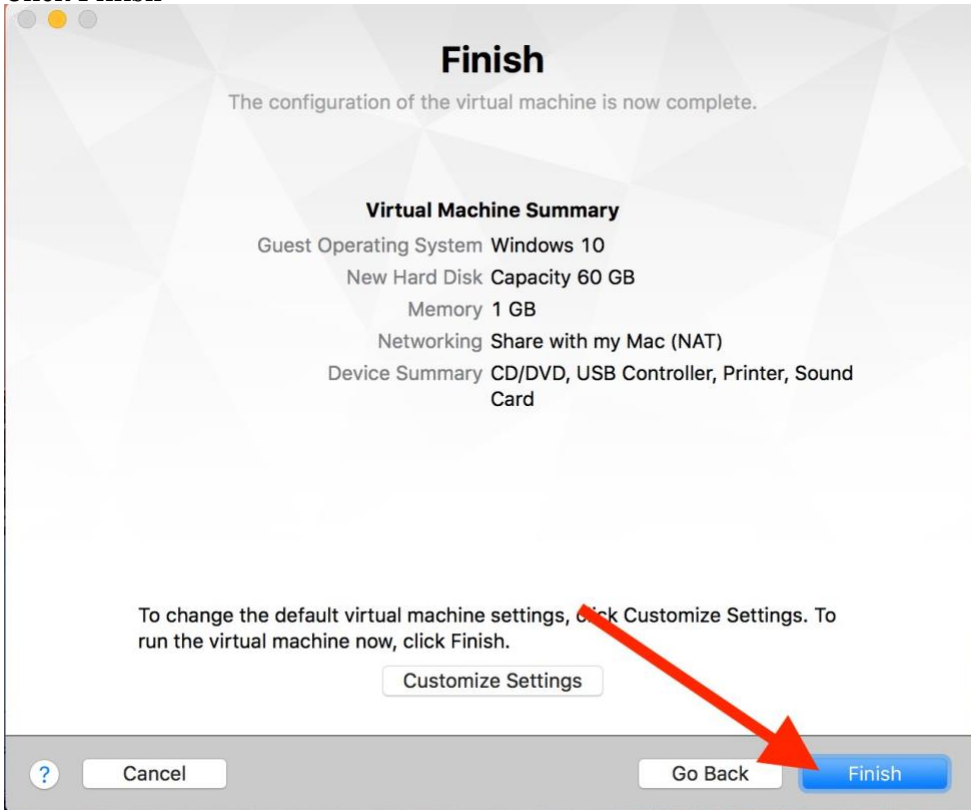 Click Finish
Finish
The configuration of the virtual machine is now complete.
Virtual Machine Summary
Guest Operating System Windows 10
New Hard Disk Capacity 60 GB
Memory 1 GB
Networking Share with my Mac (NAT)
Device Summary CD/DVD, USB Controller, Printer, Sound
Card
To change the default virtual machine settings, click Customize Settings. To
run the virtual machine now, click Finish.
Customize Settings
? Cancel Go Back Finish